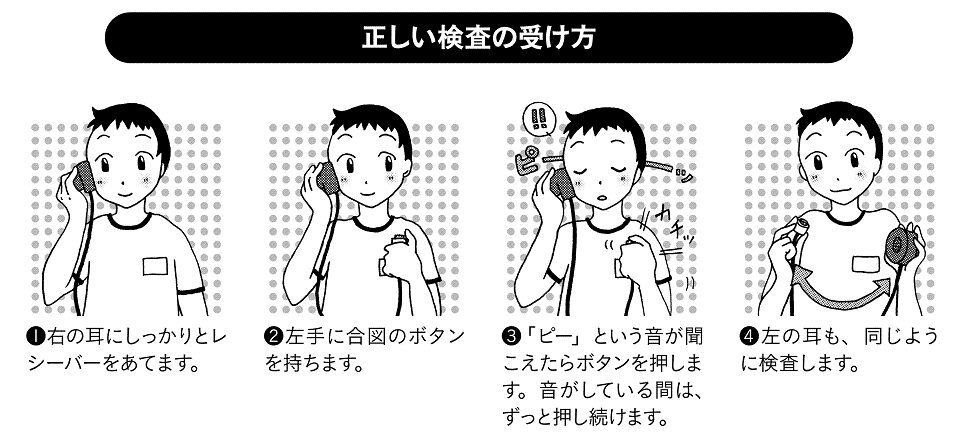 正しい検査の受け方
!!
ピーッ
カチッ
❶右の耳にしっかりとレ
シーバーをあてます。
❷左手に合図のボタン
を持ちます。
❸「ピー」という音が聞
こえたらボタンを押しま
す。音がしている間は、
ずっと押し続けます。
❹左の耳も、同じよう
に検査します。